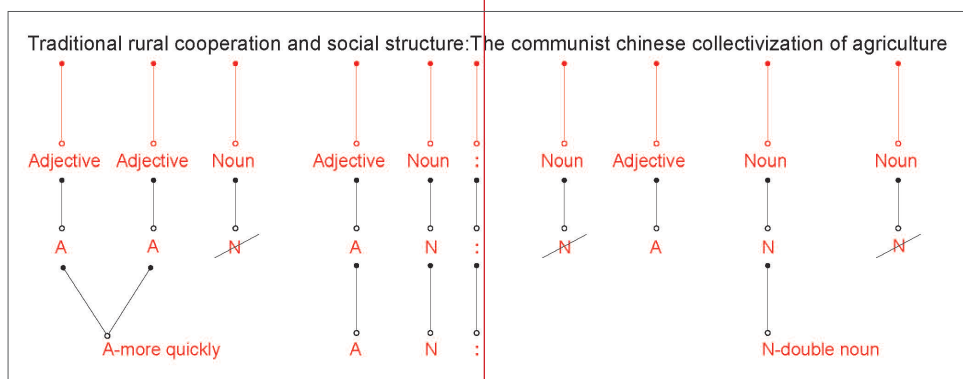 Traditional rural cooperation and social structure:The communist chinese collectivization of agriculture
Adjective Adjective Noun Adjective Noun : Noun Adjective Noun Noun
A A N A N : N A N N
A-more quickly A N : N-double noun